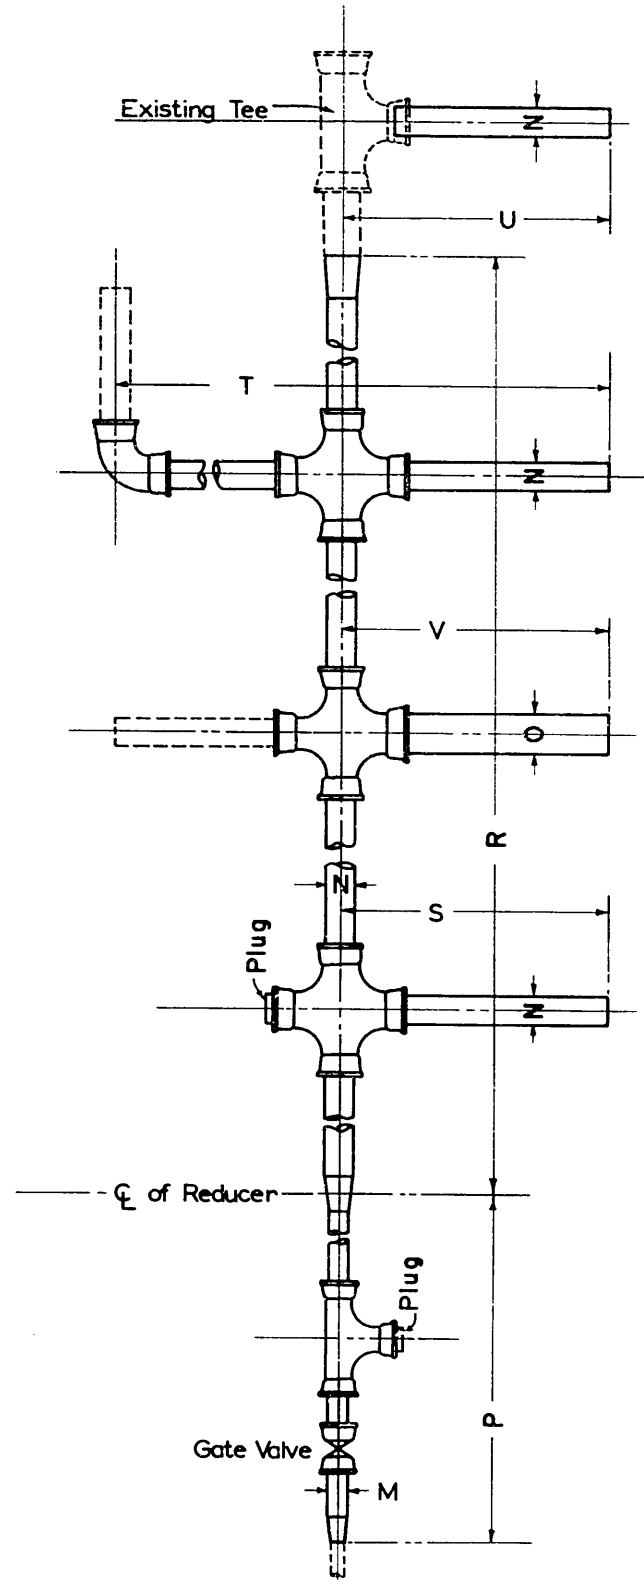 Existing Tee
N
U
T
N
V
O
R
N
S
Plug
N
℄ of Reducer
Plug
P
Gate Valve
M